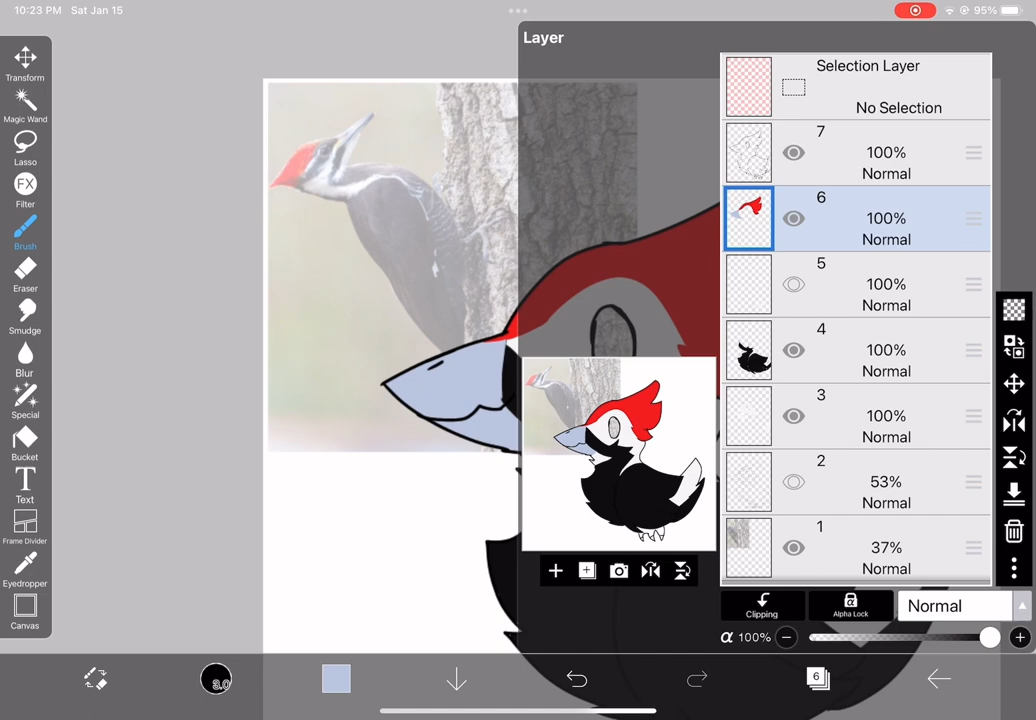 10:23 PM Sat Jan 15
95%
Layer
Transform
Magic Wand
Lasso
FX
Filter
Brush
Eraser
Smudge
Blur
Special
Bucket
T
Text
Frame Divider
Eyedropper
Canvas
Selection Layer
No Selection
7
100%
Normal
6
100%
Normal
5
100%
Normal
4
100%
Normal
3
100%
Normal
2
53%
Normal
1
37%
Normal
Clipping
α
Alpha Lock
Normal
α 100%
3.0
6